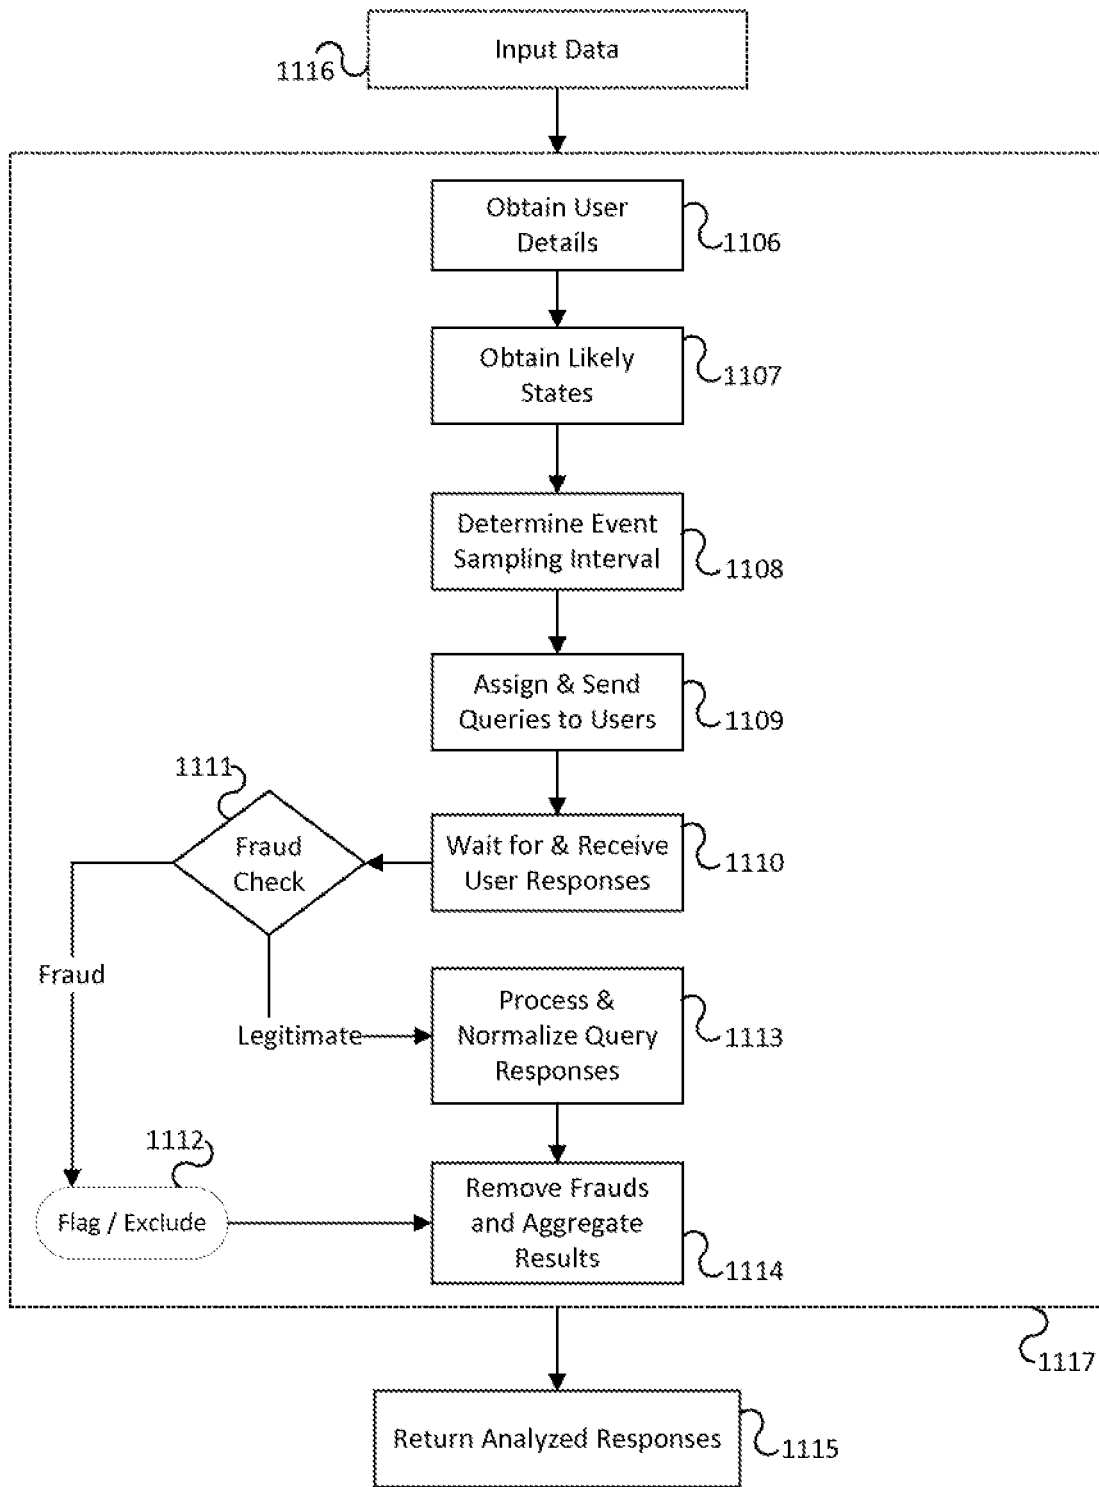 Input Data
1116
Obtain User
Details
1106
Obtain Likely
States
1107
Determine Event
Sampling Interval
1108
Assign & Send
Queries to Users
1109
1111
Fraud
Check
Wait for & Receive
User Responses
1110
Fraud
Legitimate
Process &
Normalize Query
Responses
1113
1112
Flag / Exclude
Remove Frauds
and Aggregate
Results
1114
1117
Return Analyzed Responses
1115